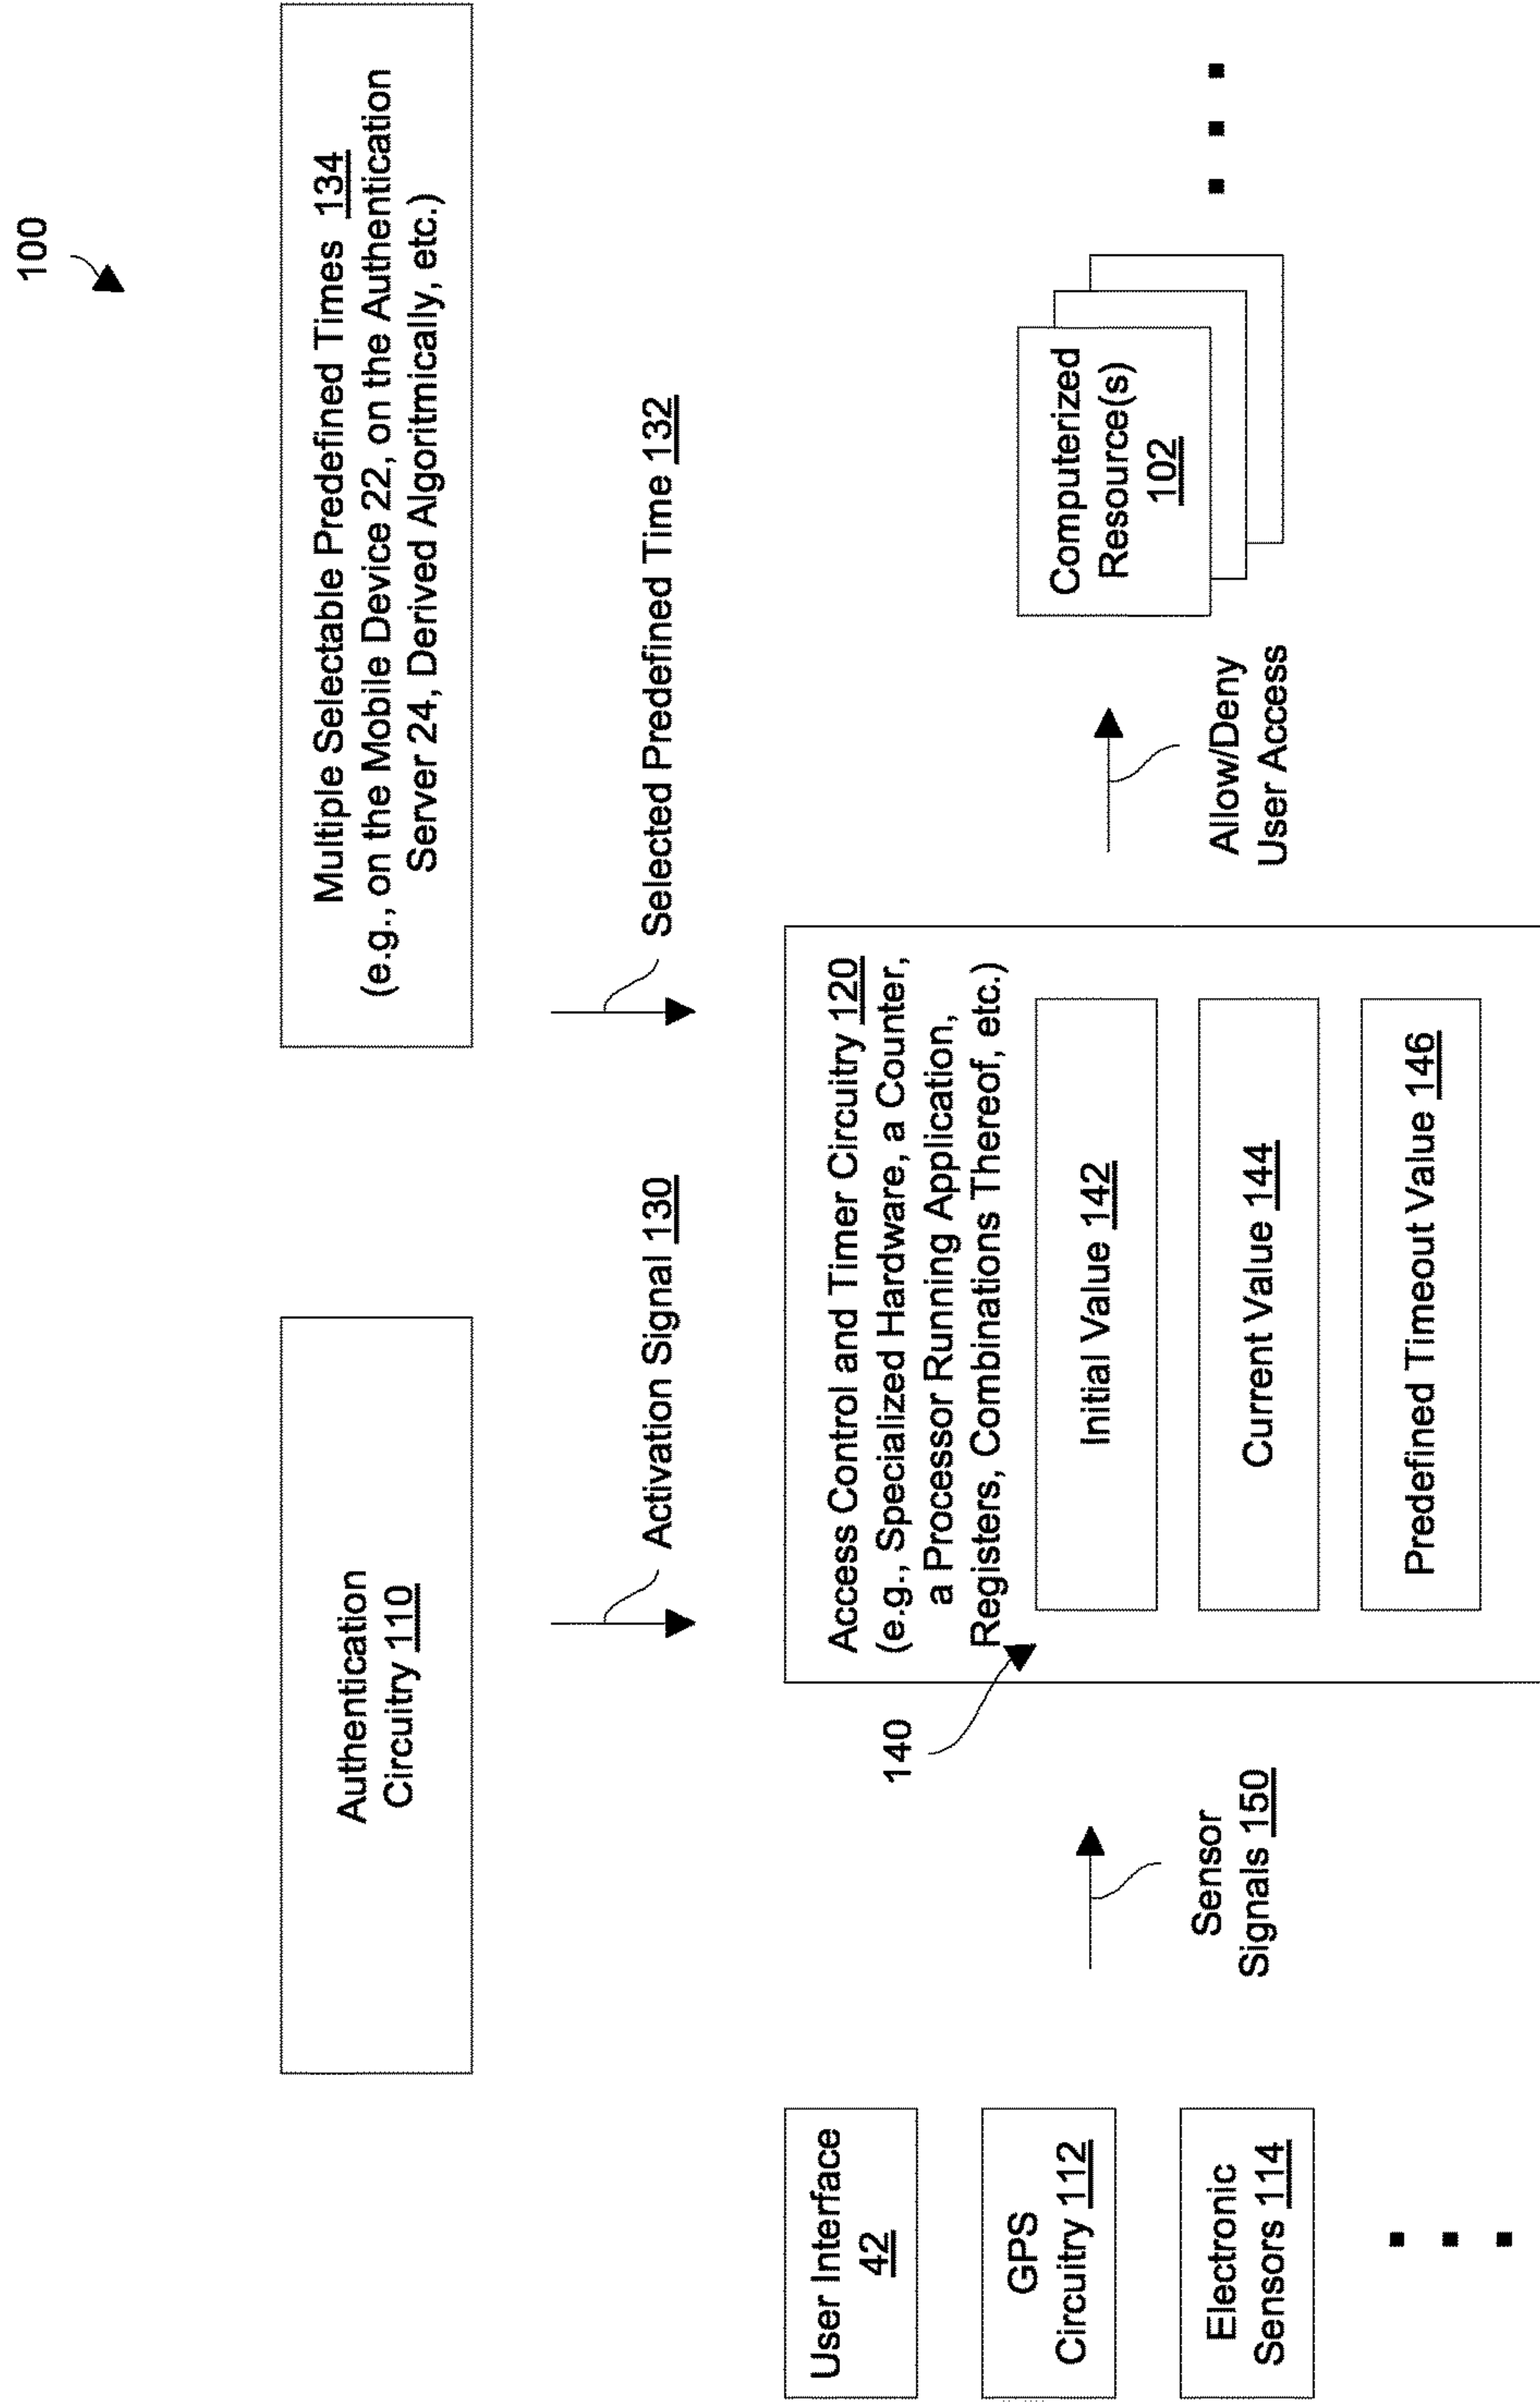 100
Authentication
Circuitry 110
Multiple Selectable Predefined Times 134
(e.g., on the Mobile Device 22, on the Authentication
Server 24, Derived Algoritmically, etc.)
Activation Signal 130
Selected Predefined Time 132
User Interface
42
GPS
Circuitry 112
Electronic
Sensors 114
Sensor
Signals 150
140
Access Control and Timer Circuitry 120
(e.g., Specialized Hardware, a Counter,
a Processor Running Application,
Registers, Combinations Thereof, etc.)
Initial Value 142
Current Value 144
Predefined Timeout Value 146
Allow/Deny
User Access
Computerized
Resource(s)
102